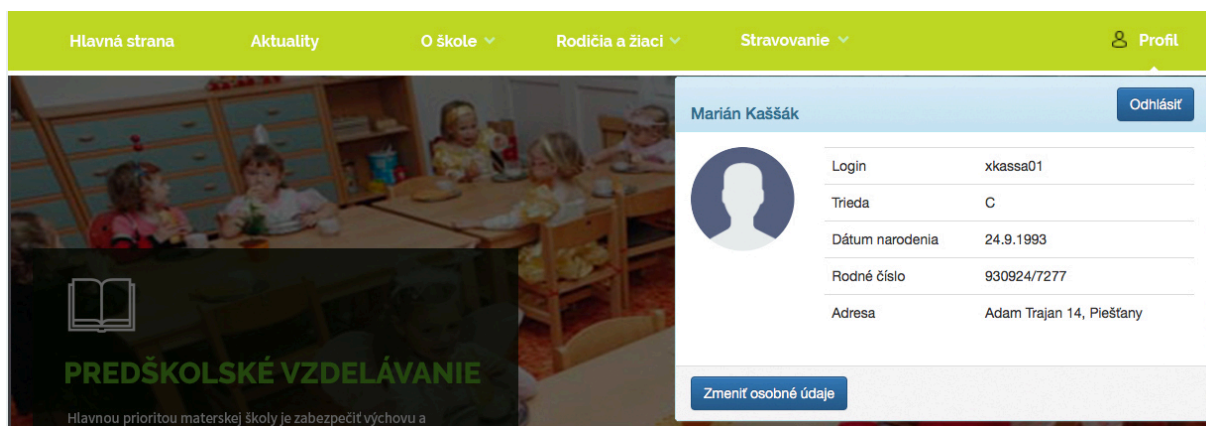 Hlavná strana Aktuality O škole Rodičia a žiaci Stravovanie Profil
Marián Kaššák Odhlásiť
Login xkassa01
Trieda C
Dátum narodenia 24.9.1993
Rodné číslo 930924/7277
Adresa Adam Trajan 14, Piešťany
Zmeniť osobné údaje
PREDŠKOLSKÉ VZDELÁVANIE
Hlavnou prioritou materskej školy je zabezpečiť výchovu a